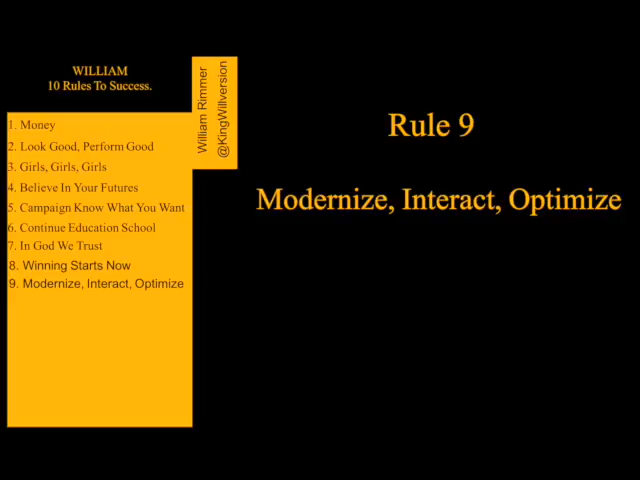 WILLIAM
10 Rules To Success.
William Rimmer
@KingWillversion
1. Money
2. Look Good, Perform Good
3. Girls, Girls, Girls
4. Believe In Your Futures
5. Campaign Know What You Want
6. Continue Education School
7. In God We Trust
8. Winning Starts Now
9. Modernize, Interact, Optimize
Rule 9
Modernize, Interact, Optimize